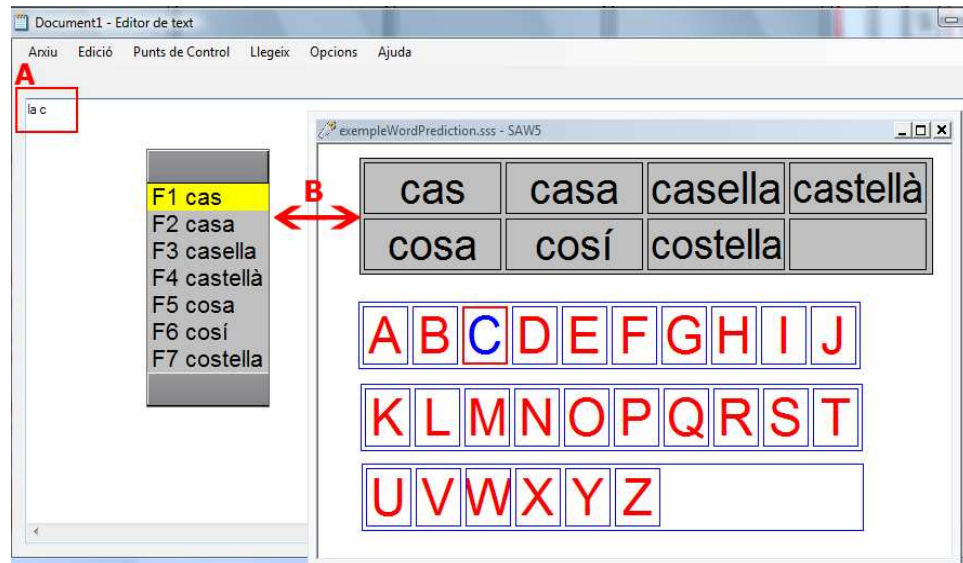 Document1 - Editor de text
Arxiu Edició Punts de Control Llegeix Opcions Ajuda
A
la c
exempleWordPrediction.sss - SAW5
F1 cas
F2 casa
F3 casella
F4 castellà
F5 cosa
F6 cosí
F7 costella
B
cas casa casella castellà
cosa cosí costella
A B C D E F G H I J
K L M N O P Q R S T
U V W X Y Z